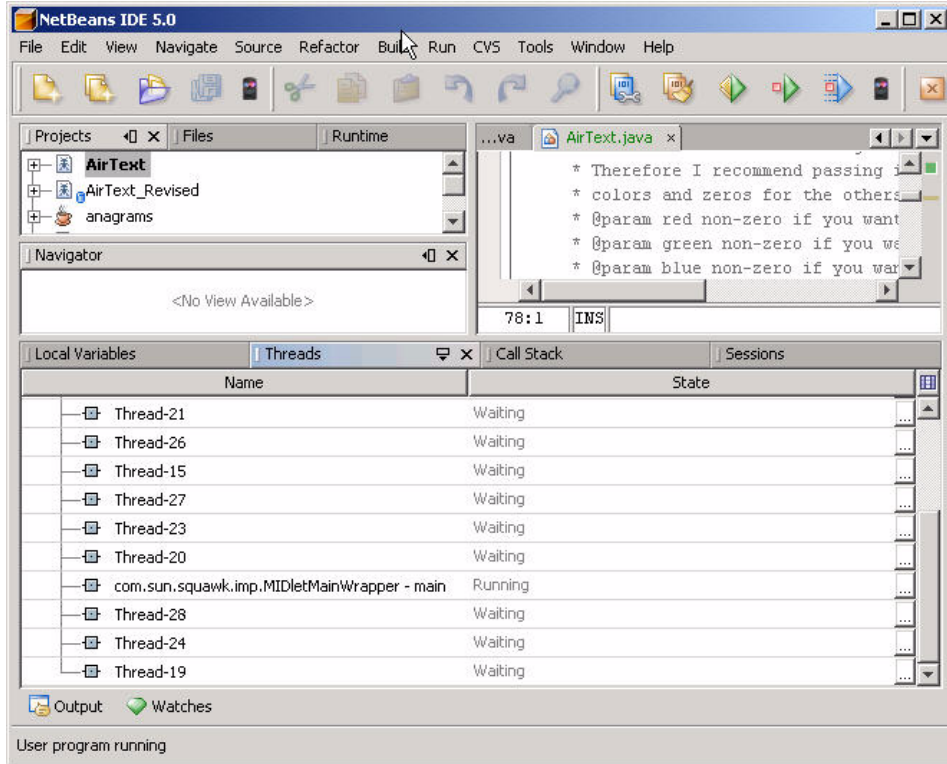 NetBeans IDE 5.0
File Edit View Navigate Source Refactor Build Run CVS Tools Window Help
Projects Files Runtime
AirText
AirText_Revised
anagrams
Navigator
<No View Available>
...va AirText.java
* Therefore I recommend passing
* colors and zeros for the others
* @param red non-zero if you want
* @param green non-zero if you
* @param blue non-zero if you
78:1 INS
Local Variables Threads Call Stack Sessions
Name State
Thread-21 Waiting ...
Thread-26 Waiting ...
Thread-15 Waiting ...
Thread-27 Waiting ...
Thread-23 Waiting ...
Thread-20 Waiting ...
com.sun.squawk.imp.MIDletMainWrapper - main Running ...
Thread-28 Waiting ...
Thread-24 Waiting ...
Thread-19 Waiting ...
Output Watches
User program running